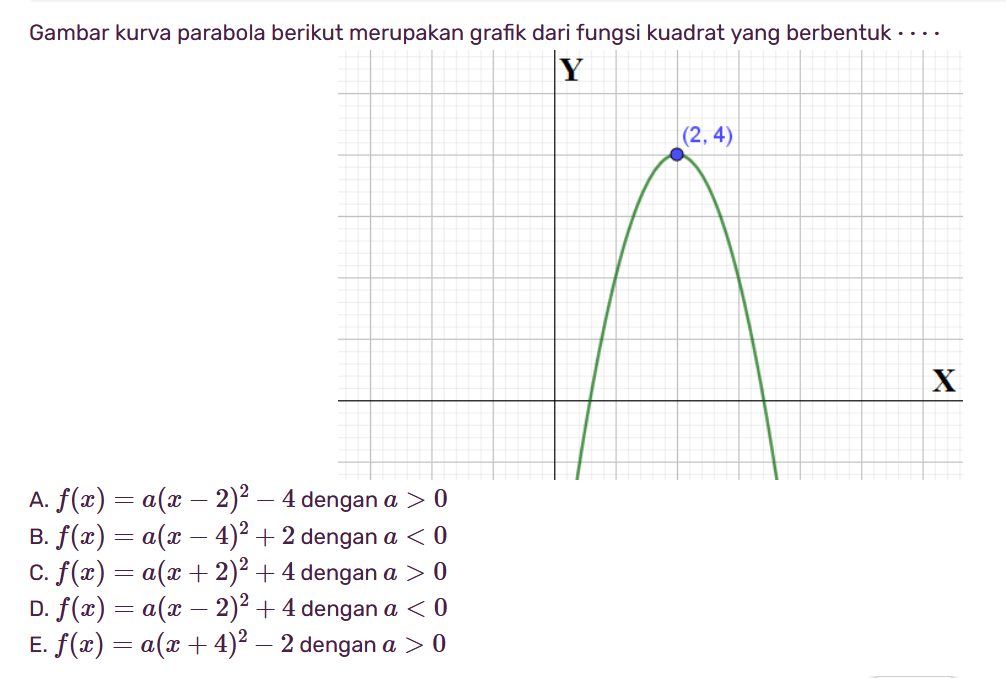 Gambar kurva parabola berikut merupakan grafik dari fungsi kuadrat yang berbentuk ⋅⋅⋅⋅
Y
(2, 4)
X
A. f(x) = a(x − 2)² − 4 dengan a > 0
B. f(x) = a(x − 4)² + 2 dengan a < 0
C. f(x) = a(x + 2)² + 4 dengan a > 0
D. f(x) = a(x − 2)² + 4 dengan a < 0
E. f(x) = a(x + 4)² − 2 dengan a > 0